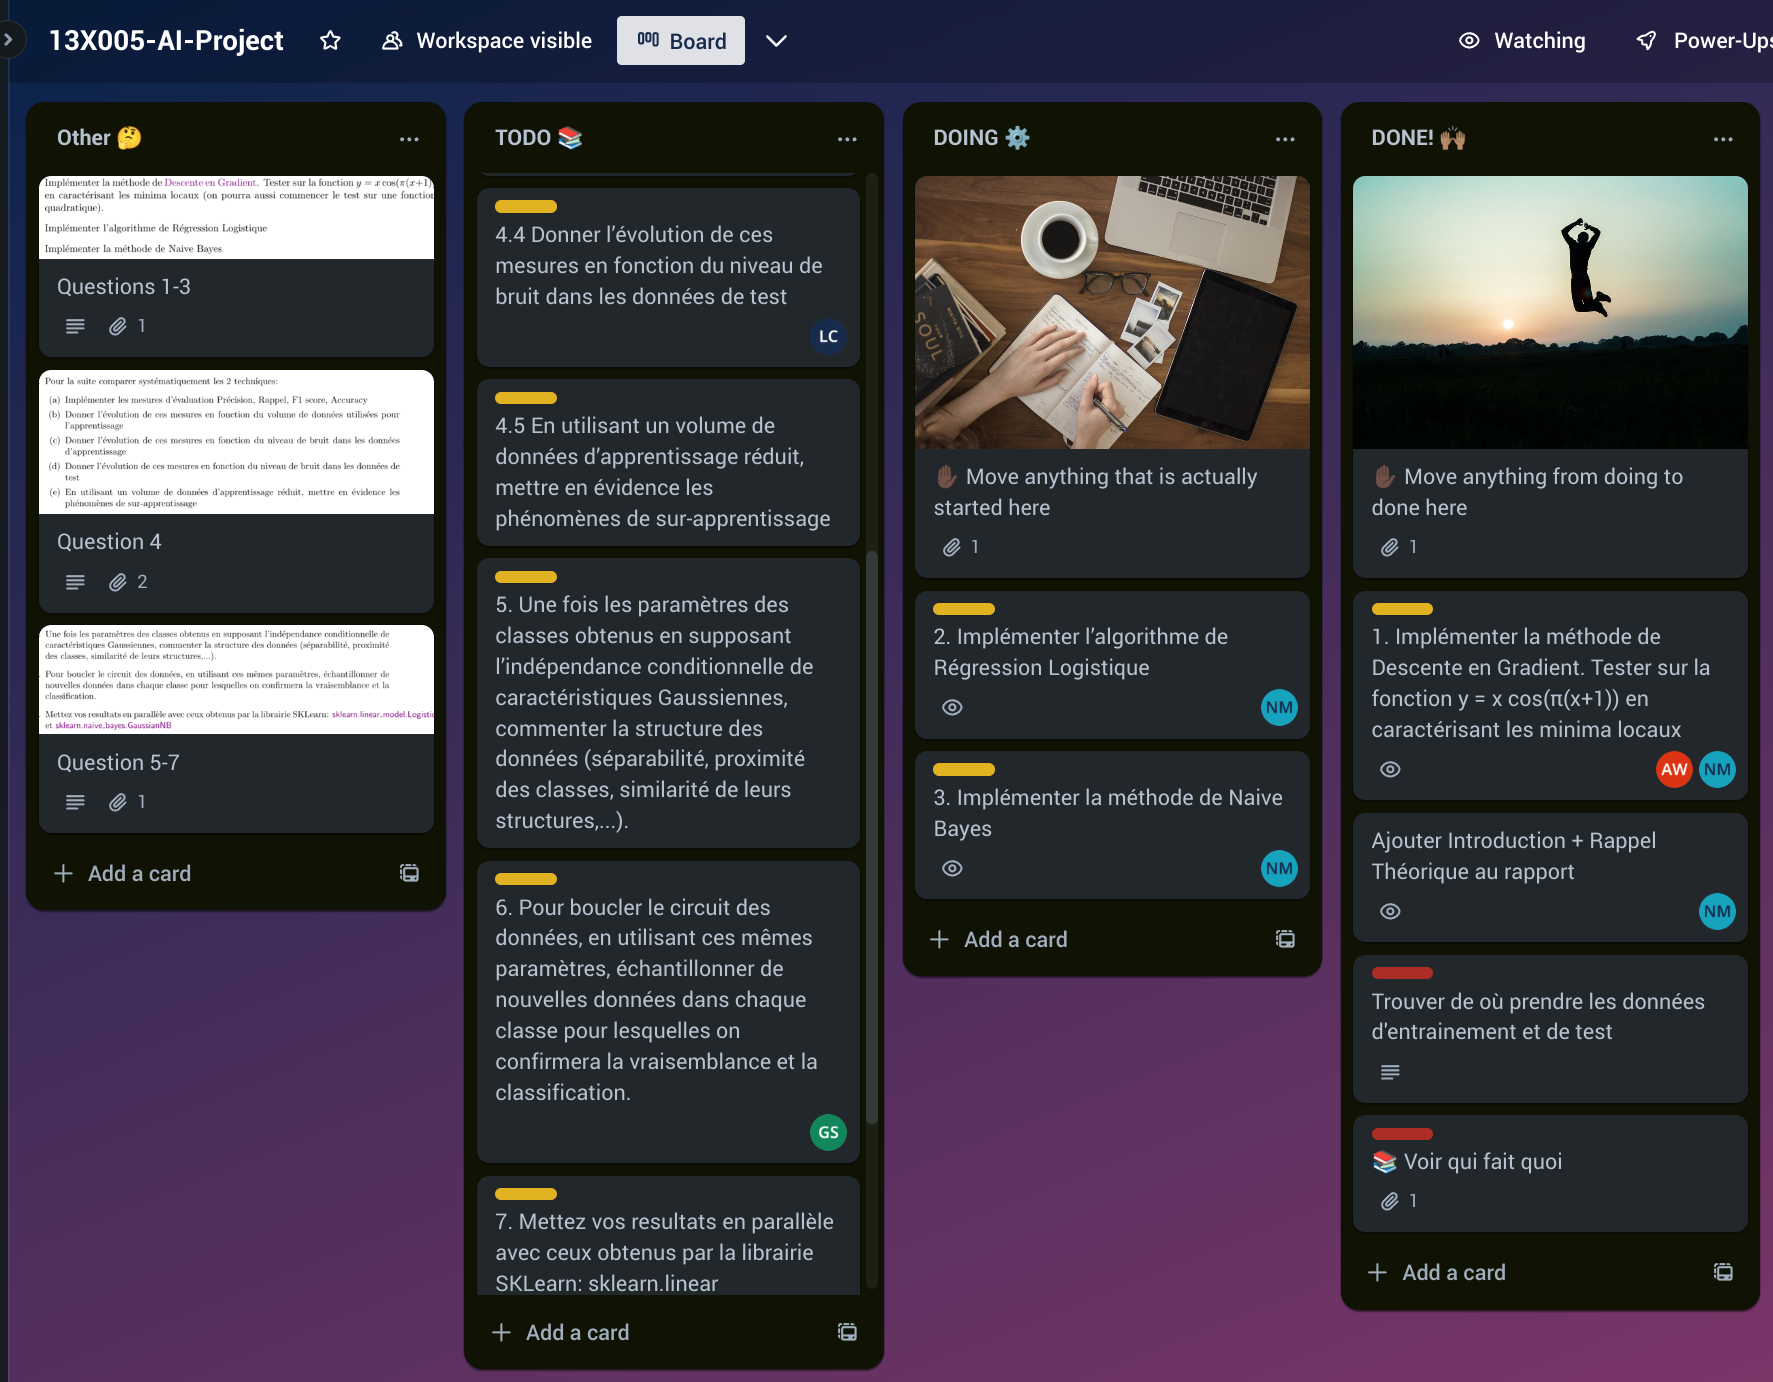 13X005-AI-Project
Workspace visible
Board
Watching
Power-Ups
Other 🤔
Implémenter la méthode de Descente en Gradient. Tester sur la fonction y = x cos(π(x+1)
en caractérisant les minima locaux (on pourra aussi commencer le test sur une fonction
quadratique).
Implémenter l'algorithme de Régression Logistique
Implémenter la méthode de Naive Bayes
Questions 1-3
1
Pour la suite comparer systématiquement les 2 techniques:
(a) Implémenter les mesures d'évaluation Précision, Rappel, F1 score, Accuracy
(b) Donner l'évolution de ces mesures en fonction du volume de données utilisées pour
l'apprentissage
(c) Donner l'évolution de ces mesures en fonction du niveau de bruit dans les données
d'apprentissage
(d) Donner l'évolution de ces mesures en fonction du niveau de bruit dans les données de
test
(e) En utilisant un volume de données d'apprentissage réduit, mettre en évidence les
phénomènes de sur-apprentissage
Question 4
2
Une fois les paramètres des classes obtenus en supposant l'indépendance conditionnelle de
caractéristiques Gaussiennes, commenter la structure des données (séparabilité, proximité
des classes, similarité de leurs structures,...).
Pour boucler le circuit des données, en utilisant ces mêmes paramètres, échantillonner de
nouvelles données dans chaque classe pour lesquelles on confirmera la vraisemblance et la
classification.
Mettez vos resultats en parallèle avec ceux obtenus par la librairie SKLearn: sklearn.linear_model.Logistic
et sklearn.naive_bayes.GaussianNB
Question 5-7
1
Add a card
TODO 📚
4.4 Donner l'évolution de ces
mesures en fonction du niveau de
bruit dans les données de test
LC
4.5 En utilisant un volume de
données d'apprentissage réduit,
mettre en évidence les
phénomènes de sur-apprentissage
5. Une fois les paramètres des
classes obtenus en supposant
l'indépendance conditionnelle de
caractéristiques Gaussiennes,
commenter la structure des
données (séparabilité, proximité
des classes, similarité de leurs
structures,...).
6. Pour boucler le circuit des
données, en utilisant ces mêmes
paramètres, échantillonner de
nouvelles données dans chaque
classe pour lesquelles on
confirmera la vraisemblance et la
classification.
GS
7. Mettez vos resultats en parallèle
avec ceux obtenus par la librairie
SKLearn: sklearn.linear
Add a card
DOING ⚙️
SOUL
✋🏿 Move anything that is actually
started here
1
2. Implémenter l'algorithme de
Régression Logistique
NM
3. Implémenter la méthode de Naive
Bayes
NM
Add a card
DONE! 🙌🏽
✋🏿 Move anything from doing to
done here
1
1. Implémenter la méthode de
Descente en Gradient. Tester sur la
fonction y = x cos(π(x+1)) en
caractérisant les minima locaux
AW NM
Ajouter Introduction + Rappel
Théorique au rapport
NM
Trouver de où prendre les données
d'entrainement et de test
📚 Voir qui fait quoi
1
Add a card